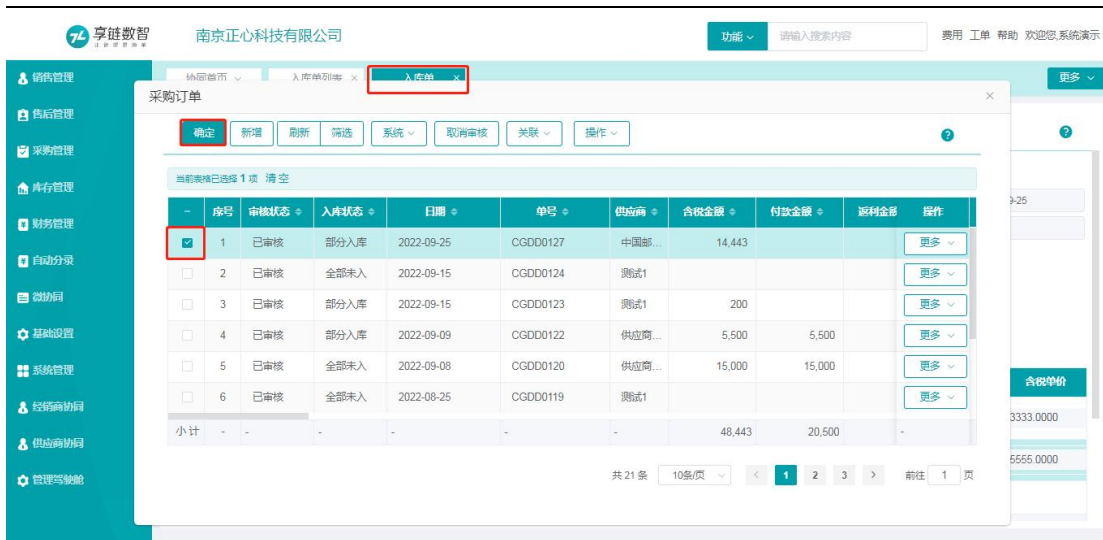 享链数智
南京正心科技有限公司
功能
请输入搜索内容
费用 工单 帮助 欢迎您,系统演示
销售管理
售后管理
采购管理
库存管理
财务管理
自动分录
微协同
基础设置
系统管理
经销商协同
供应商协同
管理驾驶舱
协同首页
入库单列表 ×
入库单 ×
更多
采购订单 ×
确定 新增 刷新 筛选 系统 取消审核 关联 操作
当前表格已选择 1 项 清空
- 序号 审核状态 入库状态 日期 单号 供应商 含税金额 付款金额 返利金额 操作
1 已审核 部分入库 2022-09-25 CGDD0127 中国邮... 14,443 更多
2 已审核 全部未入 2022-09-15 CGDD0124 测试1 更多
3 已审核 部分入库 2022-09-15 CGDD0123 测试1 200 更多
4 已审核 部分入库 2022-09-09 CGDD0122 供应商... 5,500 5,500 更多
5 已审核 全部未入 2022-09-08 CGDD0120 供应商... 15,000 15,000 更多
6 已审核 全部未入 2022-08-25 CGDD0119 测试1 更多
小计 - - - - - - 48,443 20,500 -
共 21 条 10条/页 < 1 2 3 > 前往 1 页
9-25
含税单价
3333.0000
5555.0000